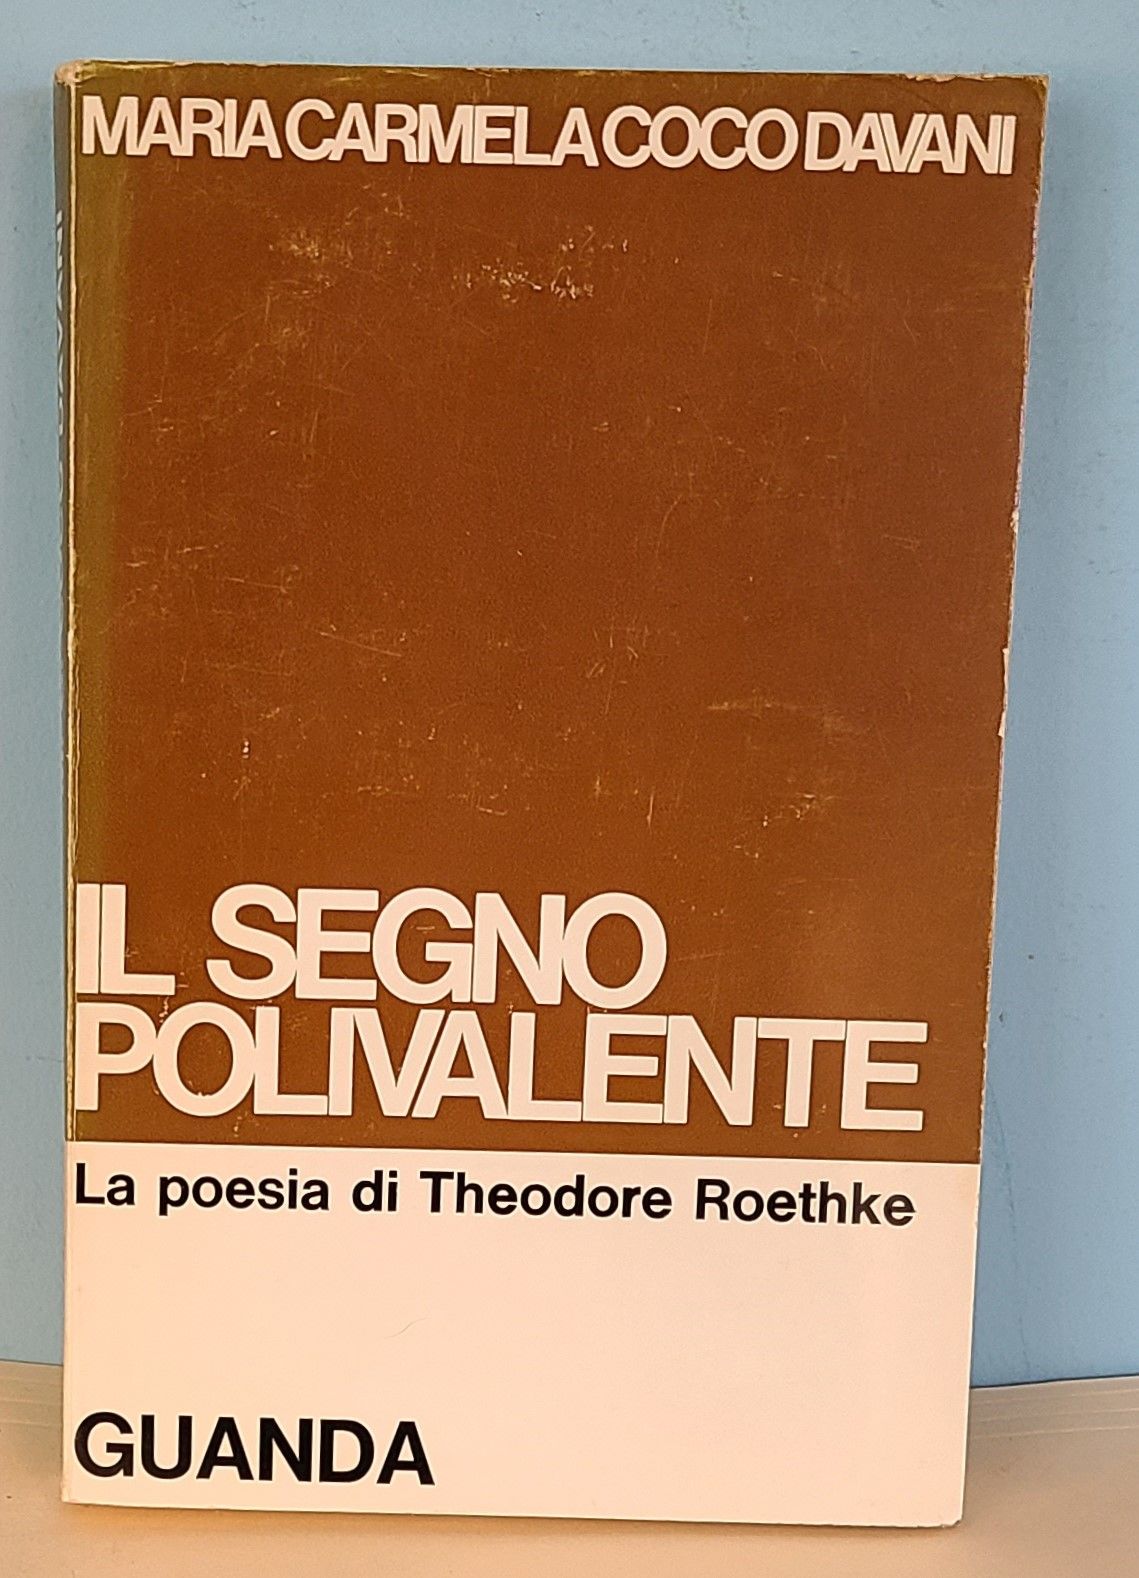 MARIA CARMELA COCO DAVANI
IL SEGNO
POLIVALENTE
La poesia di Theodore Roethke
GUANDA